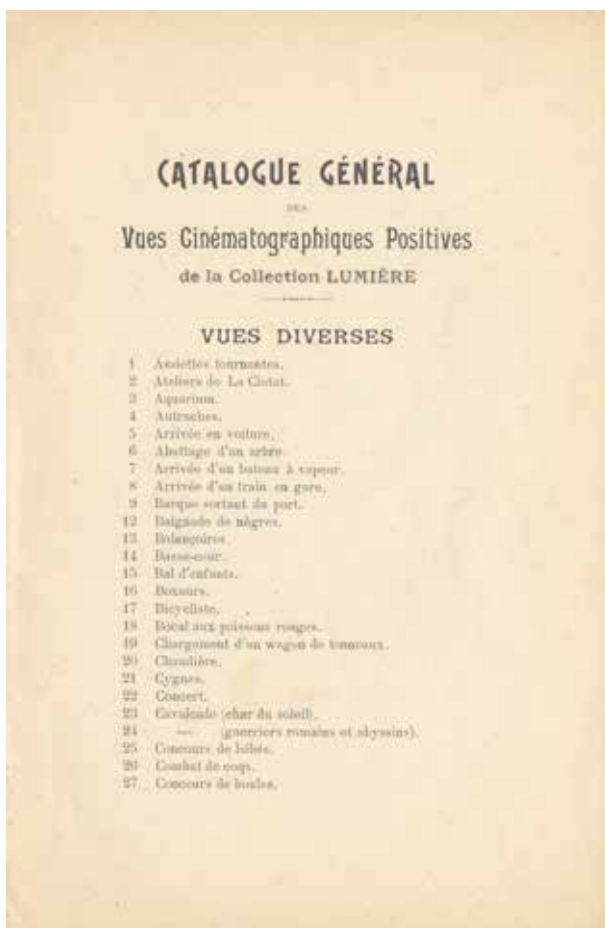 CATALOGUE GÉNÉRAL
DES
Vues Cinématographiques Positives
de la Collection LUMIÈRE
VUES DIVERSES
1 Assiettes tournantes.
2 Ateliers de La Ciotat.
3 Aquarium.
4 Autruches.
5 Arrivée en voiture.
6 Abattage d'un arbre.
7 Arrivée d'un bateau à vapeur.
8 Arrivée d'un train en gare.
9 Barque sortant du port.
12 Baignade de nègres.
13 Balançoires.
14 Basse-cour.
15 Bal d'enfants.
16 Boxeurs.
17 Bicycliste.
18 Bocal aux poissons rouges.
19 Chargement d'un wagon de tonneaux.
20 Chaudière.
21 Cygnes.
22 Concert.
23 Cavalcade (char du soleil).
24 — (guerriers romains et abyssins).
25 Concours de bébés.
26 Combat de coqs.
27 Concours de boules.